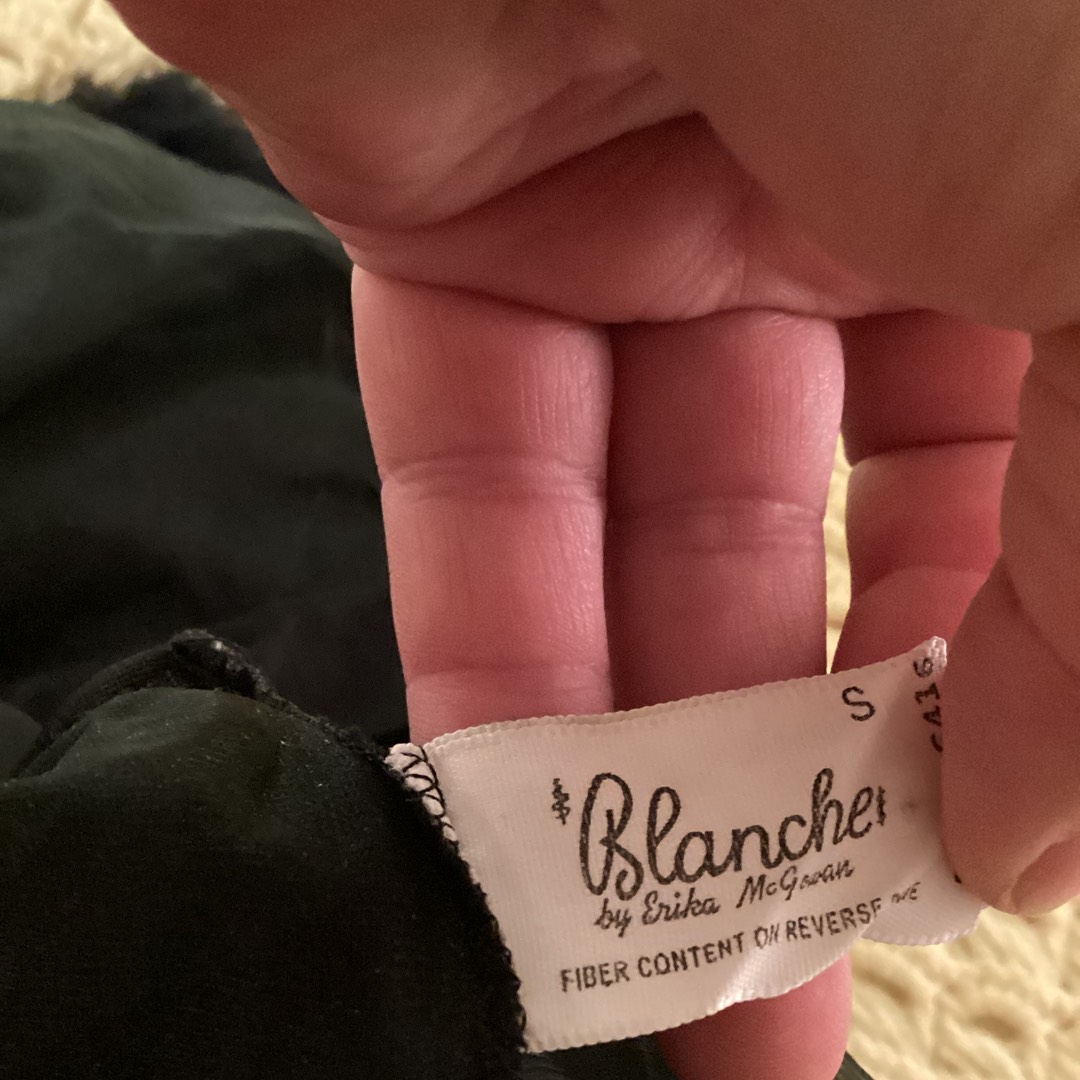 S
Blanche
by Erika McGowan
FIBER CONTENT ON REVERSE